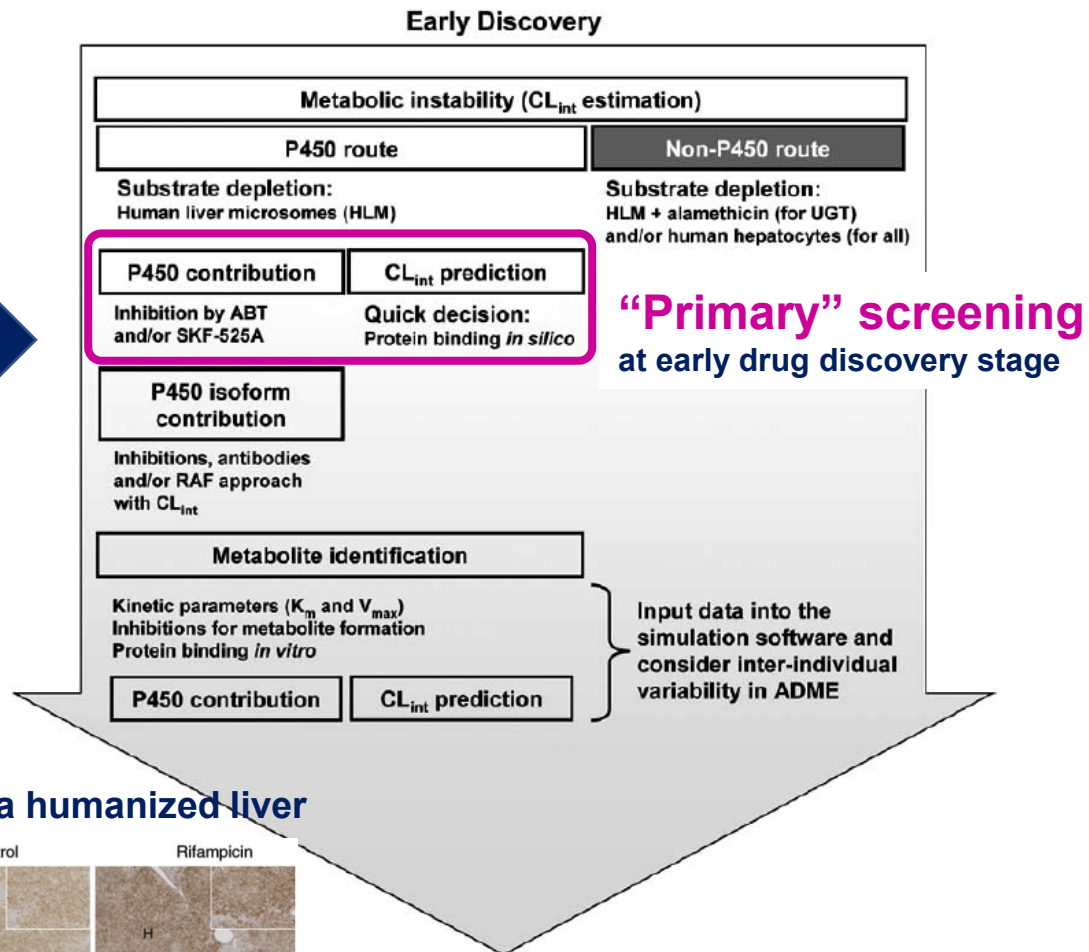 Early Discovery
Metabolic instability (CLint estimation)
P450 route
Non-P450 route
Substrate depletion:
Human liver microsomes (HLM)
Substrate depletion:
HLM + alamethicin (for UGT)
and/or human hepatocytes (for all)
P450 contribution
CLint prediction
Inhibition by ABT
and/or SKF-525A
Quick decision:
Protein binding in silico
“Primary” screening
at early drug discovery stage
P450 isoform
contribution
Inhibitions, antibodies
and/or RAF approach
with CLint
Metabolite identification
Kinetic parameters (Km and Vmax)
Inhibitions for metabolite formation
Protein binding in vitro
P450 contribution
CLint prediction
Input data into the
simulation software and
consider inter-individual
variability in ADME
a humanized liver
trol
Rifampicin
H